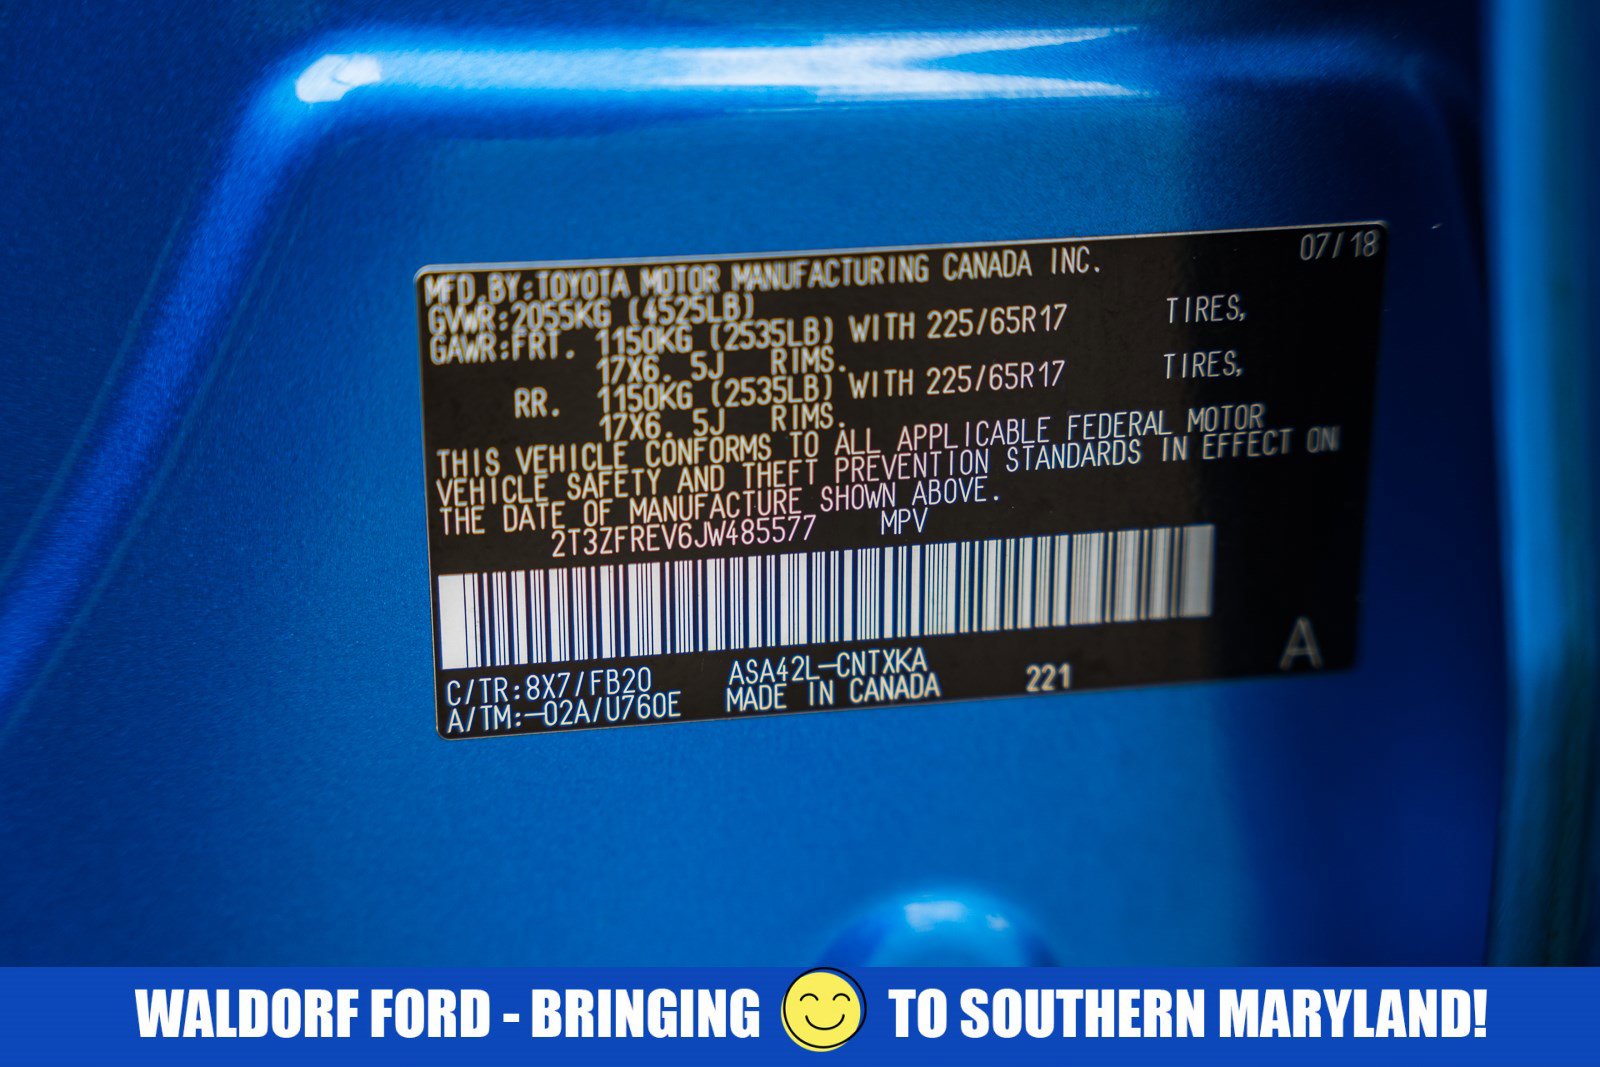 07/18
MFD.BY:TOYOTA MOTOR MANUFACTURING CANADA INC.
GVWR:2055KG (4525LB)
GAWR:FRT. 1150KG (2535LB) WITH 225/65R17 TIRES,
17X6.5J RIMS.
RR. 1150KG (2535LB) WITH 225/65R17 TIRES,
17X6.5J RIMS.
THIS VEHICLE CONFORMS TO ALL APPLICABLE FEDERAL MOTOR
VEHICLE SAFETY AND THEFT PREVENTION STANDARDS IN EFFECT ON
THE DATE OF MANUFACTURE SHOWN ABOVE.
2T3ZFREV6JW485577 MPV
C/TR:8X7/FB20 ASA42L-CNTXKA
A/TM:-02A/U760E MADE IN CANADA 221 A
WALDORF FORD - BRINGING TO SOUTHERN MARYLAND!